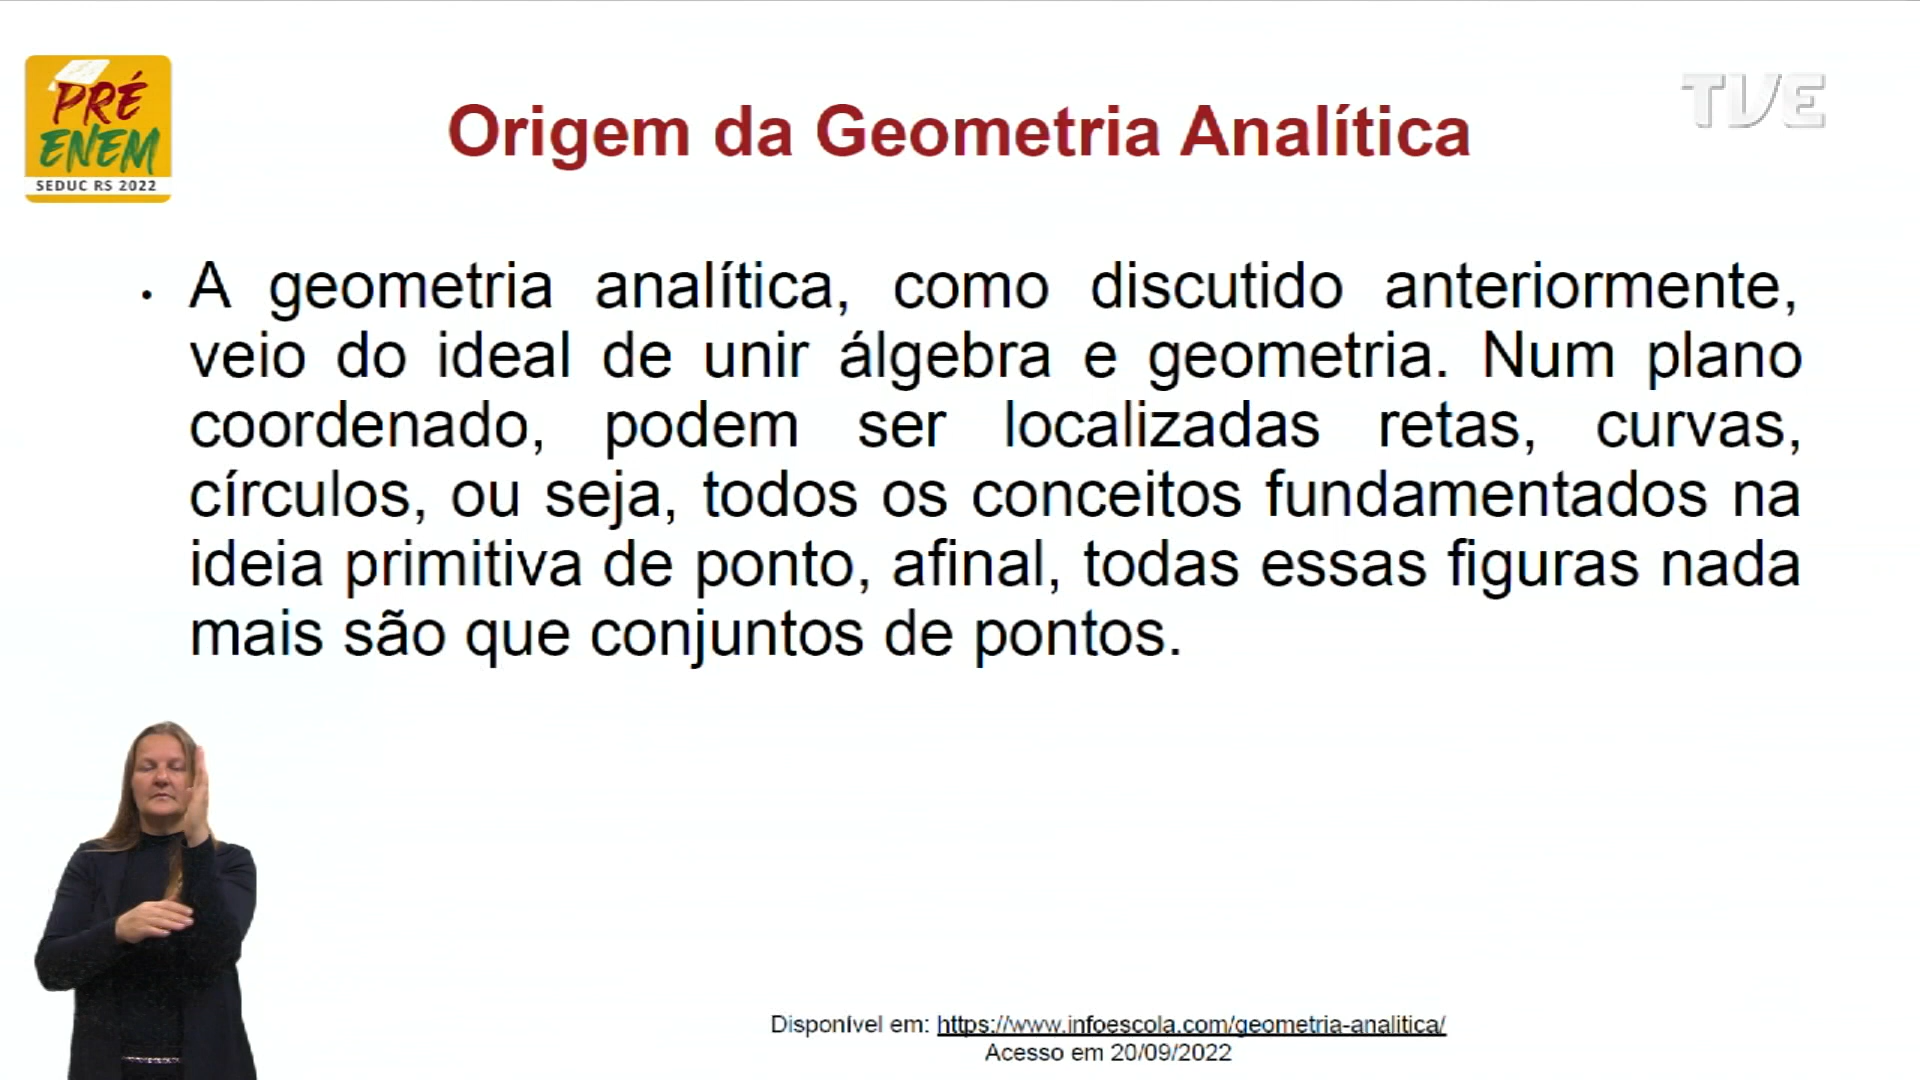 PRÉ
ENEM
SEDUC RS 2022
Origem da Geometria Analítica
TVE
• A geometria analítica, como discutido anteriormente,
veio do ideal de unir álgebra e geometria. Num plano
coordenado, podem ser localizadas retas, curvas,
círculos, ou seja, todos os conceitos fundamentados na
ideia primitiva de ponto, afinal, todas essas figuras nada
mais são que conjuntos de pontos.
Disponível em: https://www.infoescola.com/geometria-analitica/
Acesso em 20/09/2022